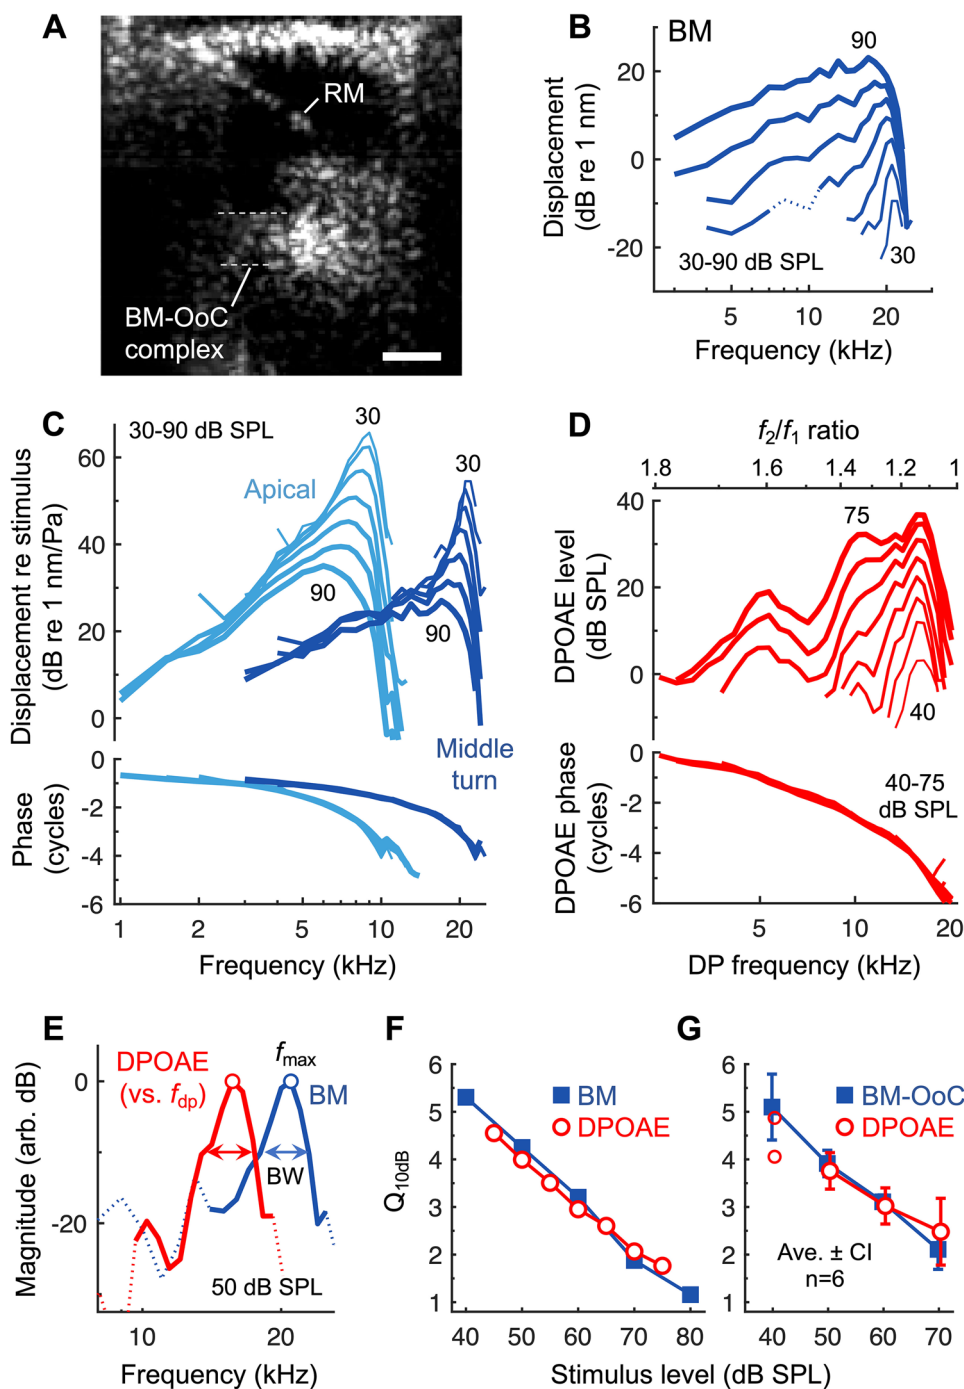 A
RM
BM-OoC
complex
B
BM
90
20
0
-20
30-90 dB SPL
30
5
10
20
Displacement
(dB re 1 nm)
Frequency (kHz)
C
30-90 dB SPL
30
30
Apical
90
90
60
40
20
0
Displacement re stimulus
(dB re 1 nm/Pa)
Middle
turn
0
-2
-4
-6
Phase
(cycles)
1
2
5
10
20
Frequency (kHz)
D
f2/f1 ratio
1.8
1.6
1.4
1.2
1
40
20
0
75
40
DPOAE level
(dB SPL)
0
-2
-4
-6
40-75
dB SPL
DPOAE phase
(cycles)
5
10
20
DP frequency (kHz)
E
DPOAE
(vs. fdp)
fmax
BM
BW
0
-20
50 dB SPL
Magnitude (arb. dB)
10
20
Frequency (kHz)
F
BM
DPOAE
6
5
4
3
2
1
Q10dB
40
50
60
70
80
G
BM-OoC
DPOAE
6
5
4
3
2
1
Ave. ± CI
n=6
40
50
60
70
Stimulus level (dB SPL)